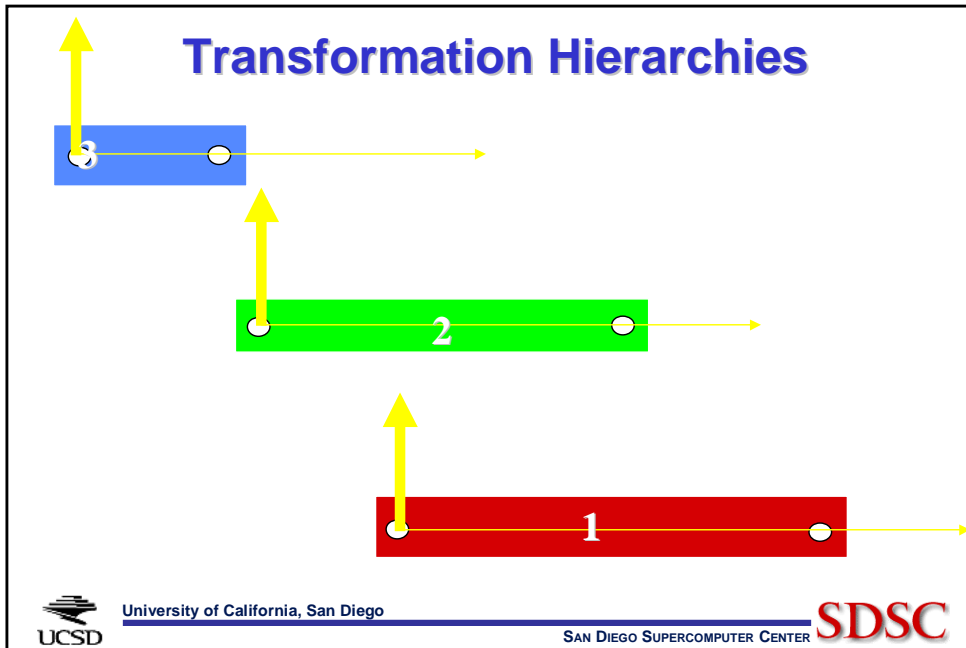 Transformation Hierarchies
3
2
1
University of California, San Diego
UCSD
SAN DIEGO SUPERCOMPUTER CENTER
SDSC